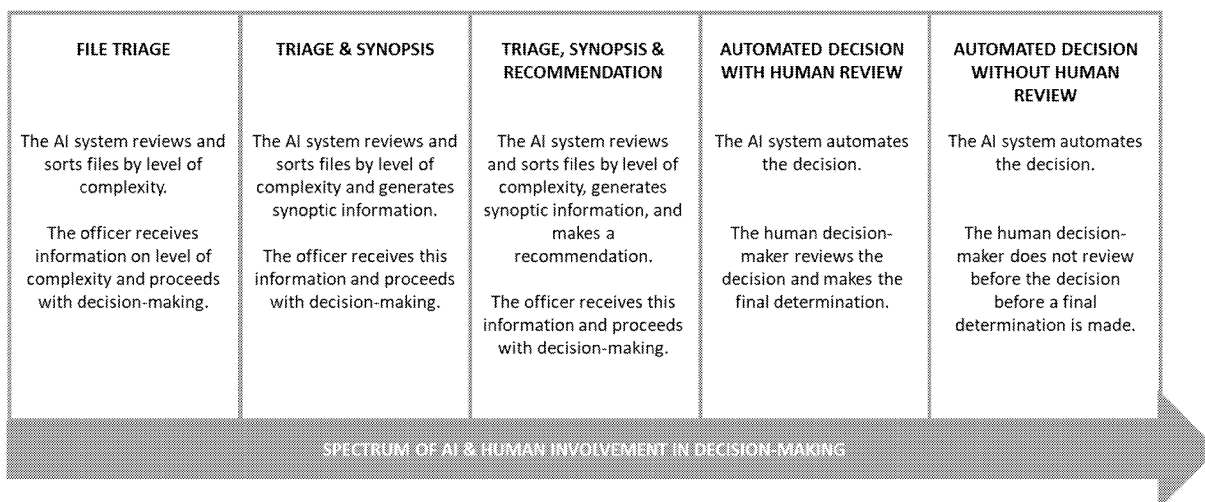 FILE TRIAGE
The AI system reviews and
sorts files by level of
complexity.
The officer receives
information on level of
complexity and proceeds
with decision-making.
TRIAGE & SYNOPSIS
The AI system reviews and
sorts files by level of
complexity and generates
synoptic information.
The officer receives this
information and proceeds
with decision-making.
TRIAGE, SYNOPSIS &
RECOMMENDATION
The AI system reviews
and sorts files by level of
complexity, generates
synoptic information, and
makes a
recommendation.
The officer receives this
information and proceeds
with decision-making.
AUTOMATED DECISION
WITH HUMAN REVIEW
The AI system automates
the decision.
The human decision-
maker reviews the
decision and makes the
final determination.
AUTOMATED DECISION
WITHOUT HUMAN
REVIEW
The AI system automates
the decision.
The human decision-
maker does not review
before the decision
before a final
determination is made.
SPECTRUM OF AI & HUMAN INVOLVEMENT IN DECISION-MAKING